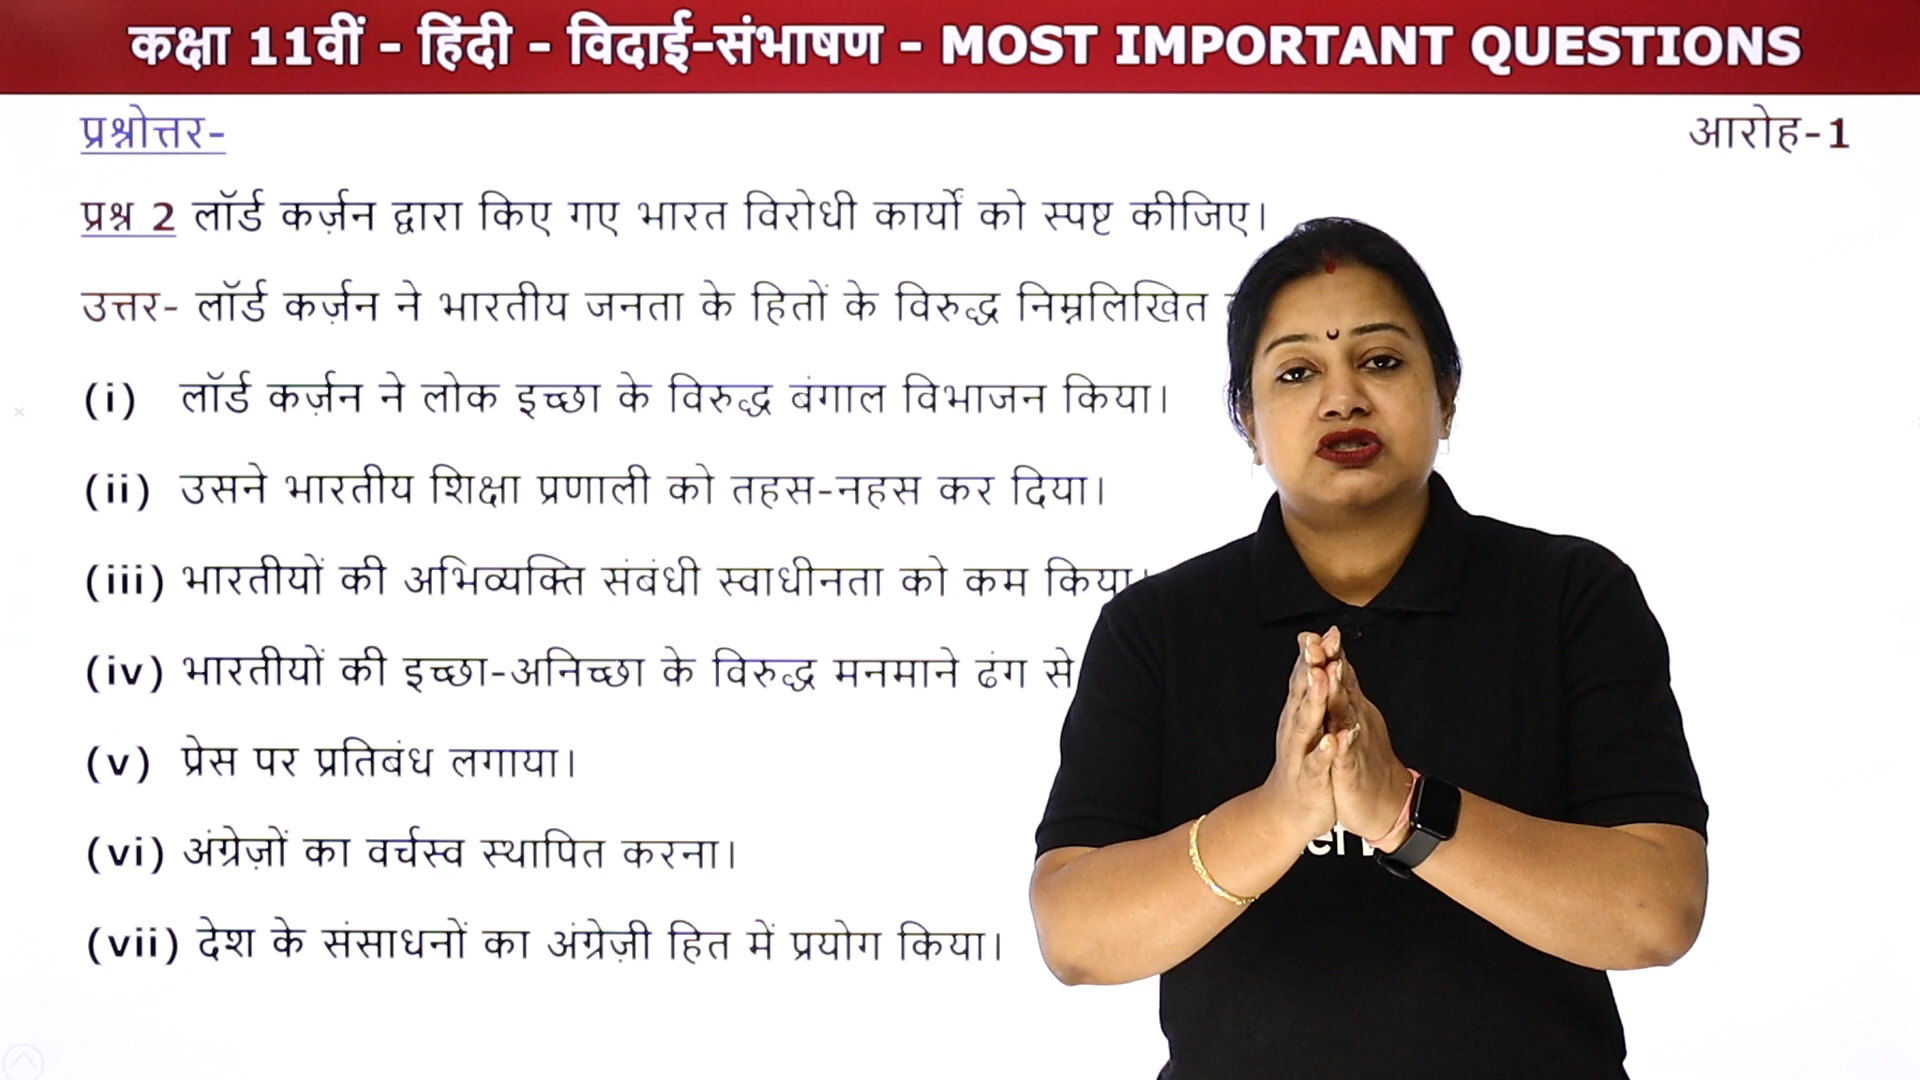 कक्षा 11वीं - हिंदी - विदाई-संभाषण - MOST IMPORTANT QUESTIONS
प्रश्नोत्तर-
आरोह-1
प्रश्न 2 लॉर्ड कर्ज़न द्वारा किए गए भारत विरोधी कार्यों को स्पष्ट कीजिए।
उत्तर- लॉर्ड कर्ज़न ने भारतीय जनता के हितों के विरुद्ध निम्नलिखित
(i) लॉर्ड कर्ज़न ने लोक इच्छा के विरुद्ध बंगाल विभाजन किया।
(ii) उसने भारतीय शिक्षा प्रणाली को तहस-नहस कर दिया।
(iii) भारतीयों की अभिव्यक्ति संबंधी स्वाधीनता को कम किया।
(iv) भारतीयों की इच्छा-अनिच्छा के विरुद्ध मनमाने ढंग से
(v) प्रेस पर प्रतिबंध लगाया।
(vi) अंग्रेज़ों का वर्चस्व स्थापित करना।
(vii) देश के संसाधनों का अंग्रेज़ी हित में प्रयोग किया।